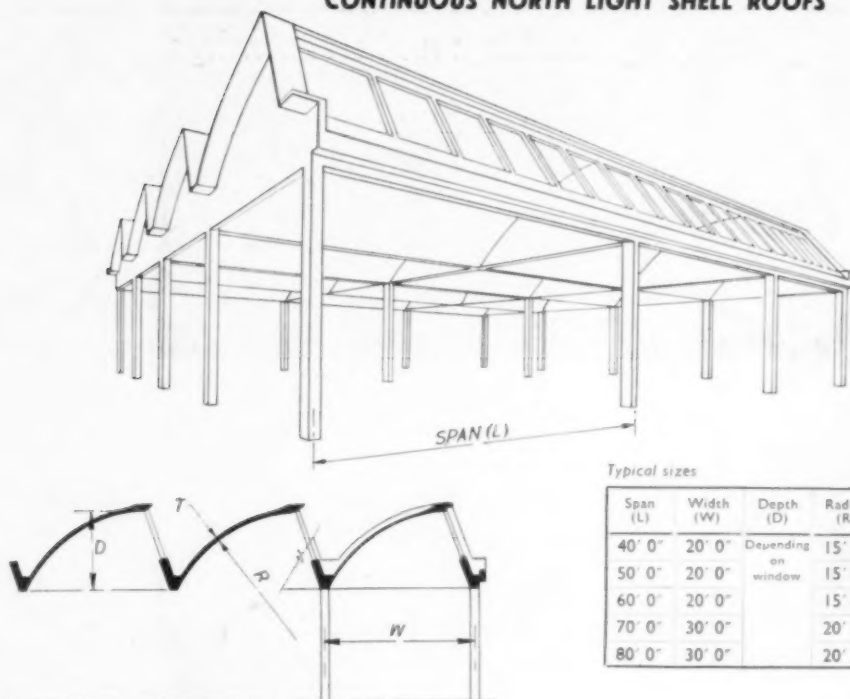 CONTINUOUS NORTH LIGHT SHELL ROOFS
SPAN (L)
T
D
R
W
Typical sizes
Span (L) Width (W) Depth (D)
40' 0" 20' 0" Depending on window 15'
50' 0" 20' 0" 15'
60' 0" 20' 0" 15'
70' 0" 30' 0" 20'
80' 0" 30' 0" 20'